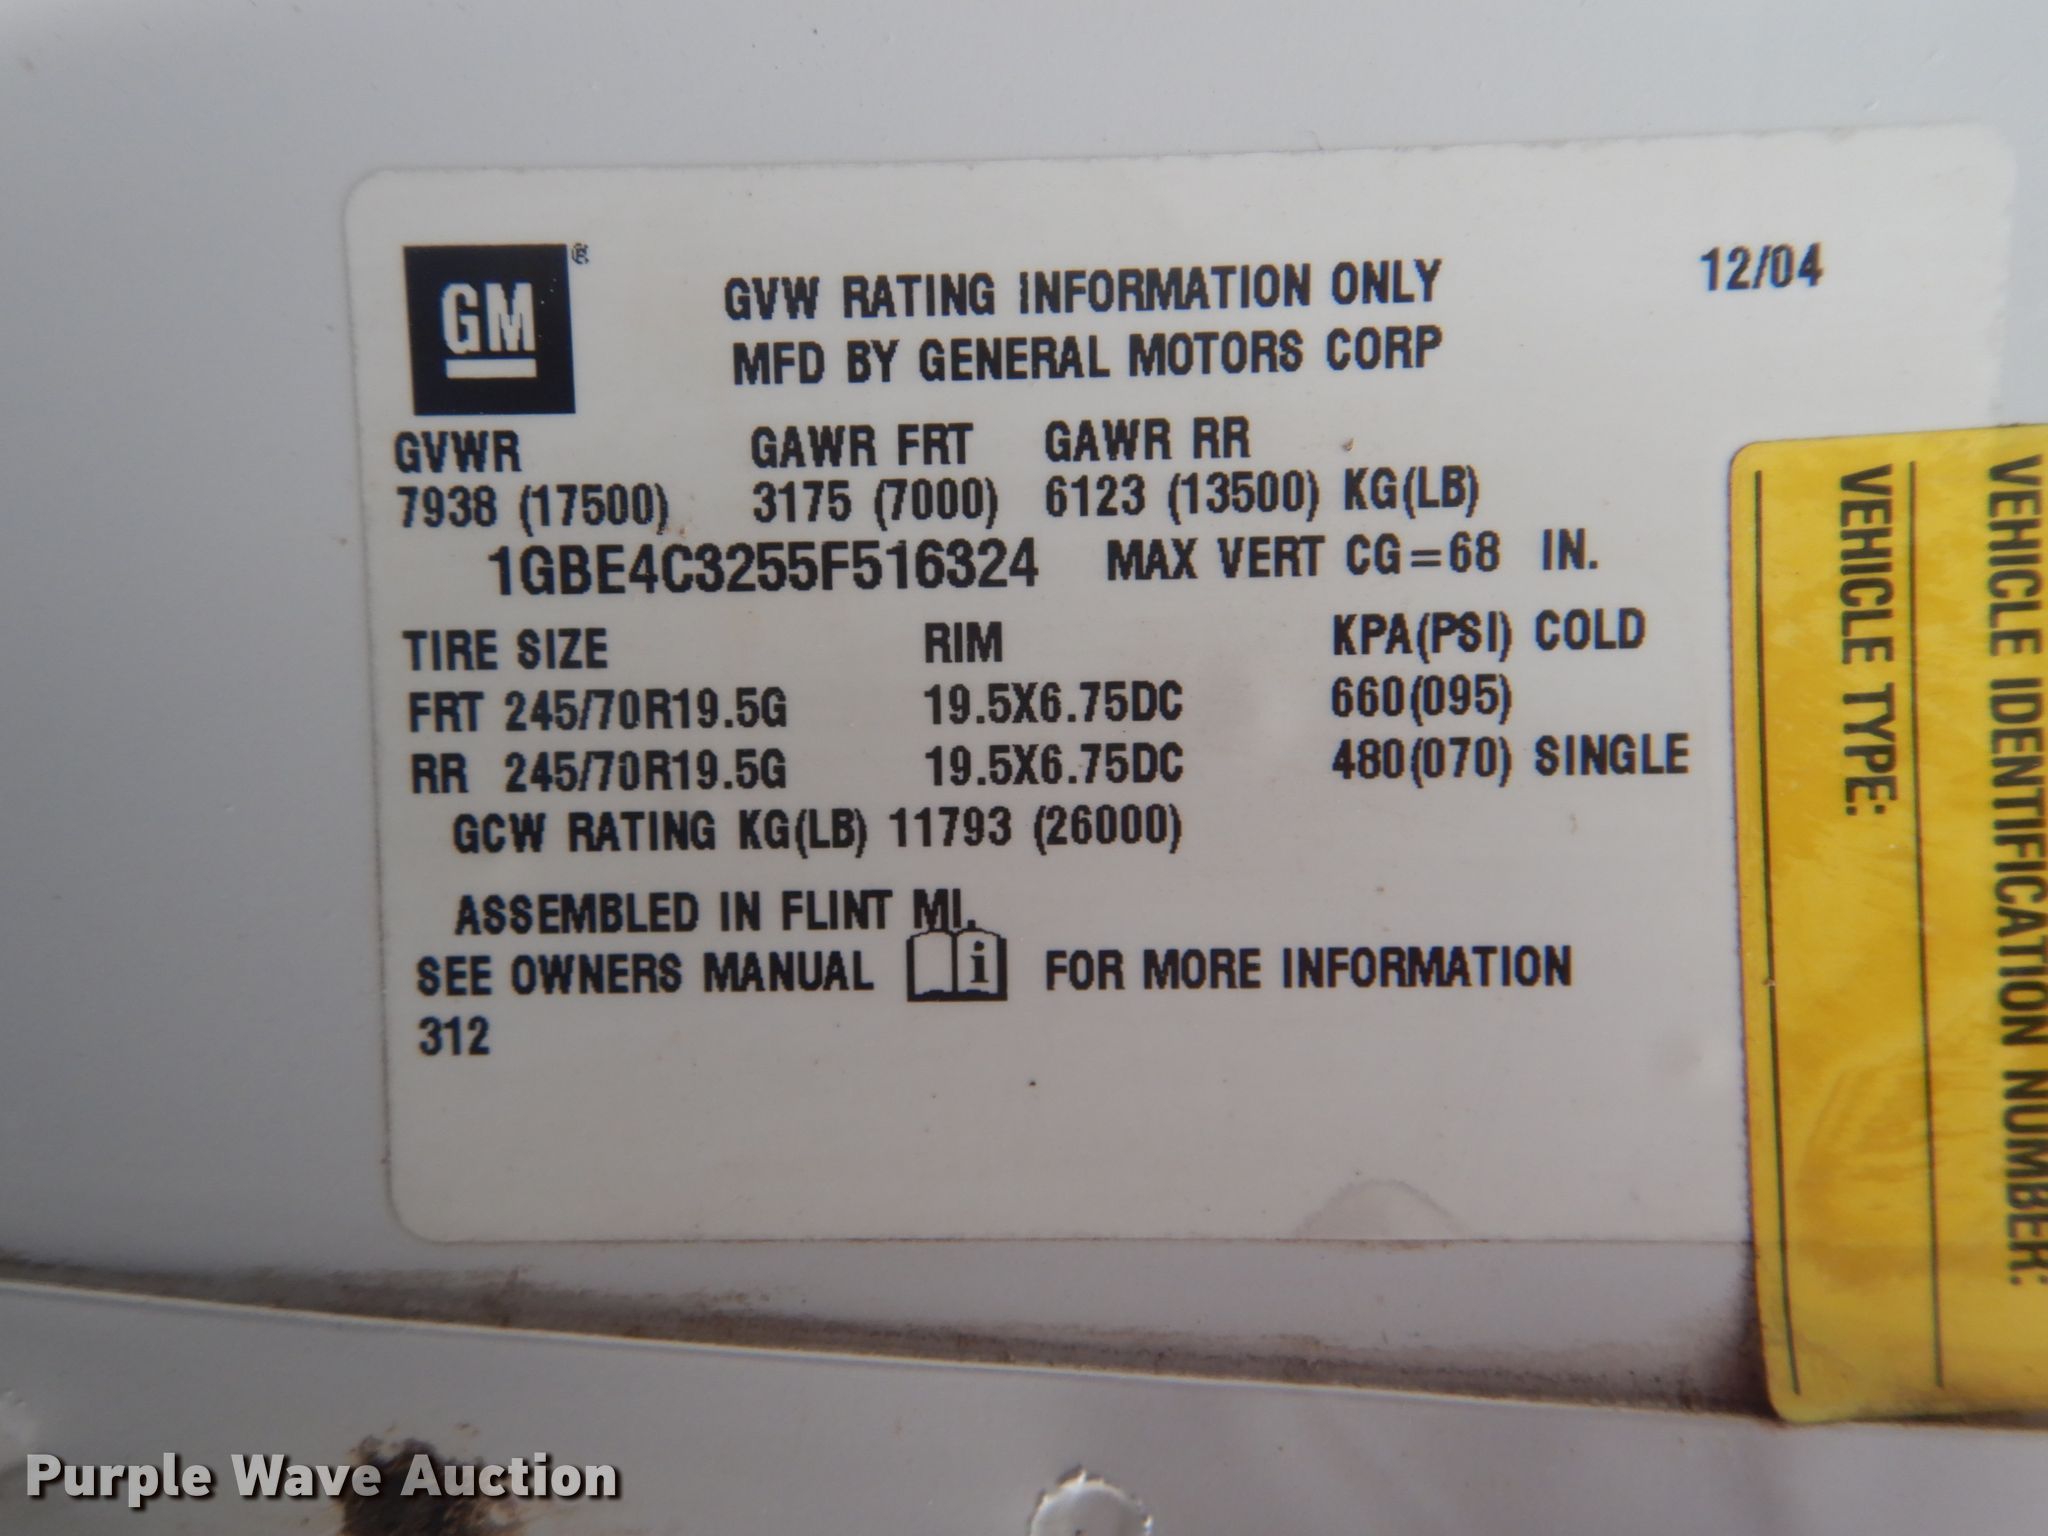 GM®
GVW RATING INFORMATION ONLY
12/04
MFD BY GENERAL MOTORS CORP
GVWR GAWR FRT GAWR RR
7938 (17500) 3175 (7000) 6123 (13500) KG(LB)
1GBE4C3255F516324 MAX VERT CG=68 IN.
TIRE SIZE RIM KPA(PSI) COLD
FRT 245/70R19.5G 19.5X6.75DC 660(095)
RR 245/70R19.5G 19.5X6.75DC 480(070) SINGLE
GCW RATING KG(LB) 11793 (26000)
ASSEMBLED IN FLINT MI.
SEE OWNERS MANUAL i FOR MORE INFORMATION
312
VEHICLE IDENTIFICATION NUMBER:
VEHICLE TYPE:
Purple Wave Auction